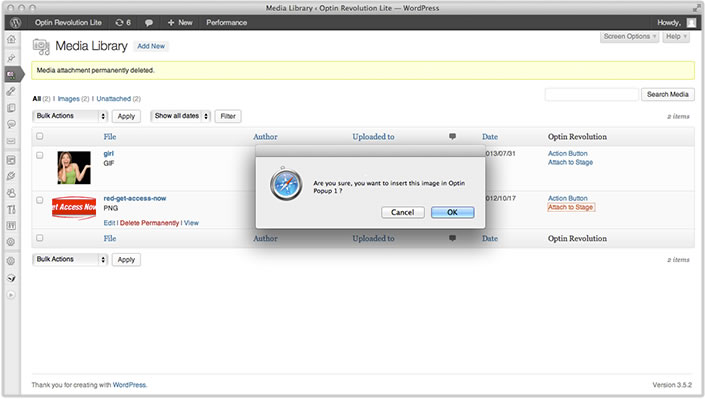 Media Library ‹ Optin Revolution Lite — WordPress
Optin Revolution Lite 6 + New Performance Howdy,
Screen Options Help
Media Library Add New
Media attachment permanently deleted.
All (2) | Images (2) | Unattached (2)
Search Media
Bulk Actions Apply Show all dates Filter 2 items
File Author Uploaded to Date Optin Revolution
girl 013/07/31 Action Button
GIF Attach to Stage
Are you sure, you want to insert this image in Optin
Popup 1 ?
Cancel OK
et Access Now red-get-access-now 012/10/17 Action Button
PNG Attach to Stage
Edit | Delete Permanently | View
File Author Uploaded to Date Optin Revolution
Bulk Actions Apply 2 items
Thank you for creating with WordPress. Version 3.5.2